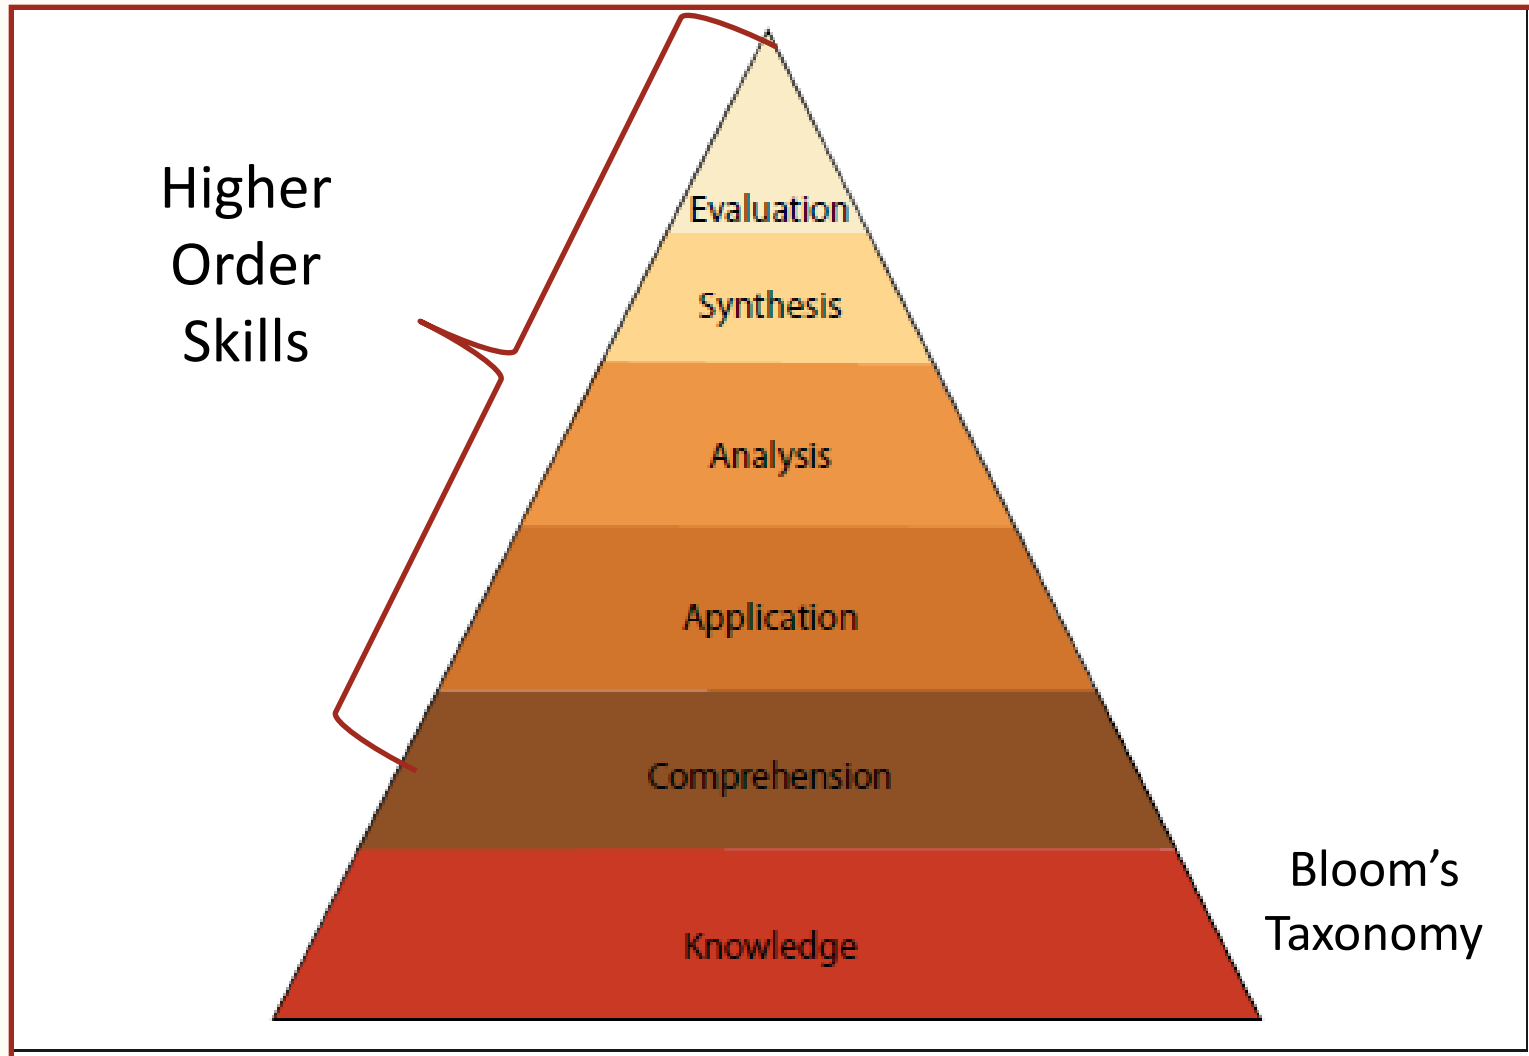 Higher
Order
Skills
Evaluation
Synthesis
Analysis
Application
Comprehension
Knowledge
Bloom’s
Taxonomy